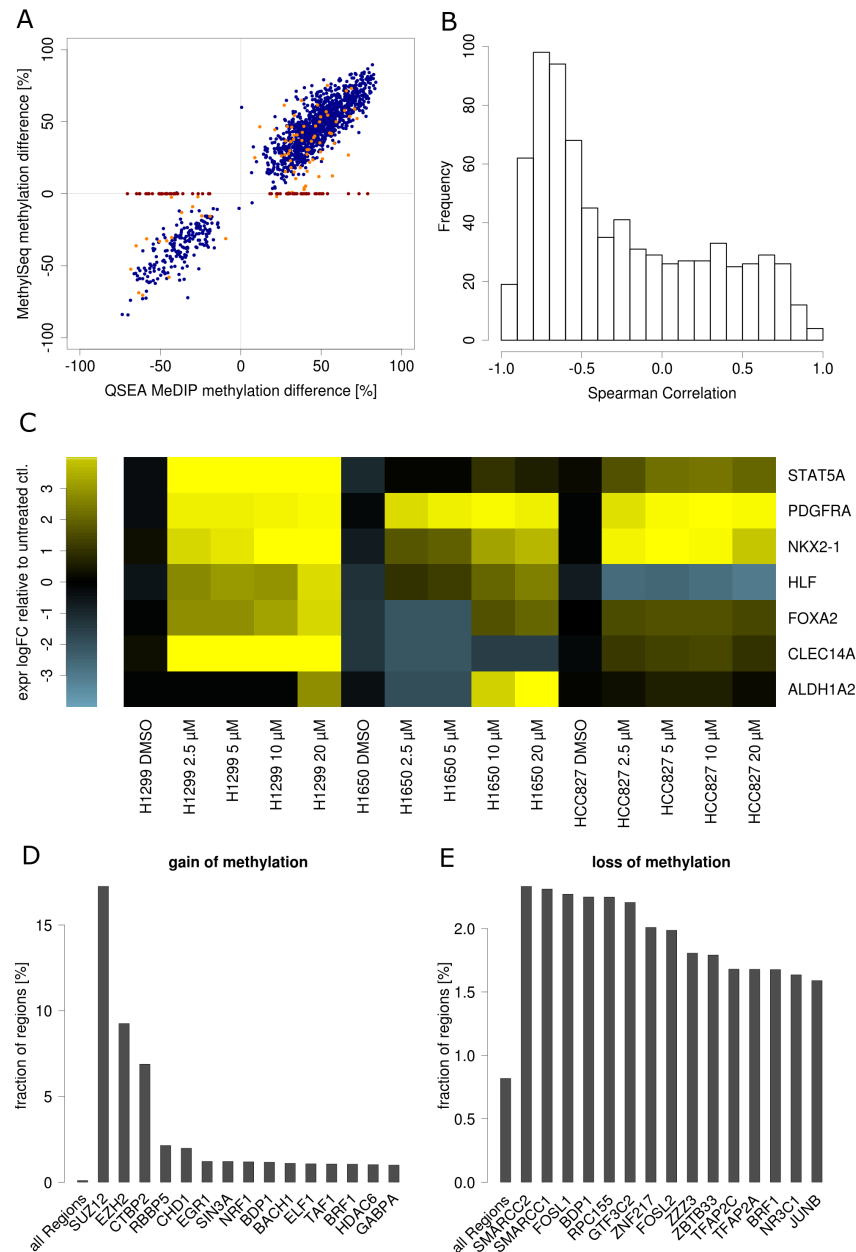 A
MethylSeq methylation difference [%]
100
50
0
-50
-100
-100 -50 0 50 100
QSEA MeDIP methylation difference [%]
B
Frequency
100
80
60
40
20
0
-1.0 -0.5 0.0 0.5 1.0
Spearman Correlation
C
expr logFC relative to untreated ctl.
3
2
1
0
-1
-2
-3
STAT5A
PDGFRA
NKX2-1
HLF
FOXA2
CLEC14A
ALDH1A2
H1299 DMSO
H1299 2.5 µM
H1299 5 µM
H1299 10 µM
H1299 20 µM
H1650 DMSO
H1650 2.5 µM
H1650 5 µM
H1650 10 µM
H1650 20 µM
HCC827 DMSO
HCC827 2.5 µM
HCC827 5 µM
HCC827 10 µM
HCC827 20 µM
D
gain of methylation
fraction of regions [%]
15
10
5
0
all Regions
SUZ12
EZH2
CTBP2
RBBP5
CHD1
EGR1
SIN3A
NRF1
BDP1
BACH1
ELF1
TAF1
BRF1
HDAC6
GABPA
E
loss of methylation
fraction of regions [%]
2.0
1.5
1.0
0.5
0.0
all Regions
SMARCC2
SMARCC1
FOSL1
BDP1
RPC155
GTF3C2
ZNF217
FOSL2
ZZZ3
ZBTB33
TFAP2C
TFAP2A
BRF1
NR3C1
JUNB